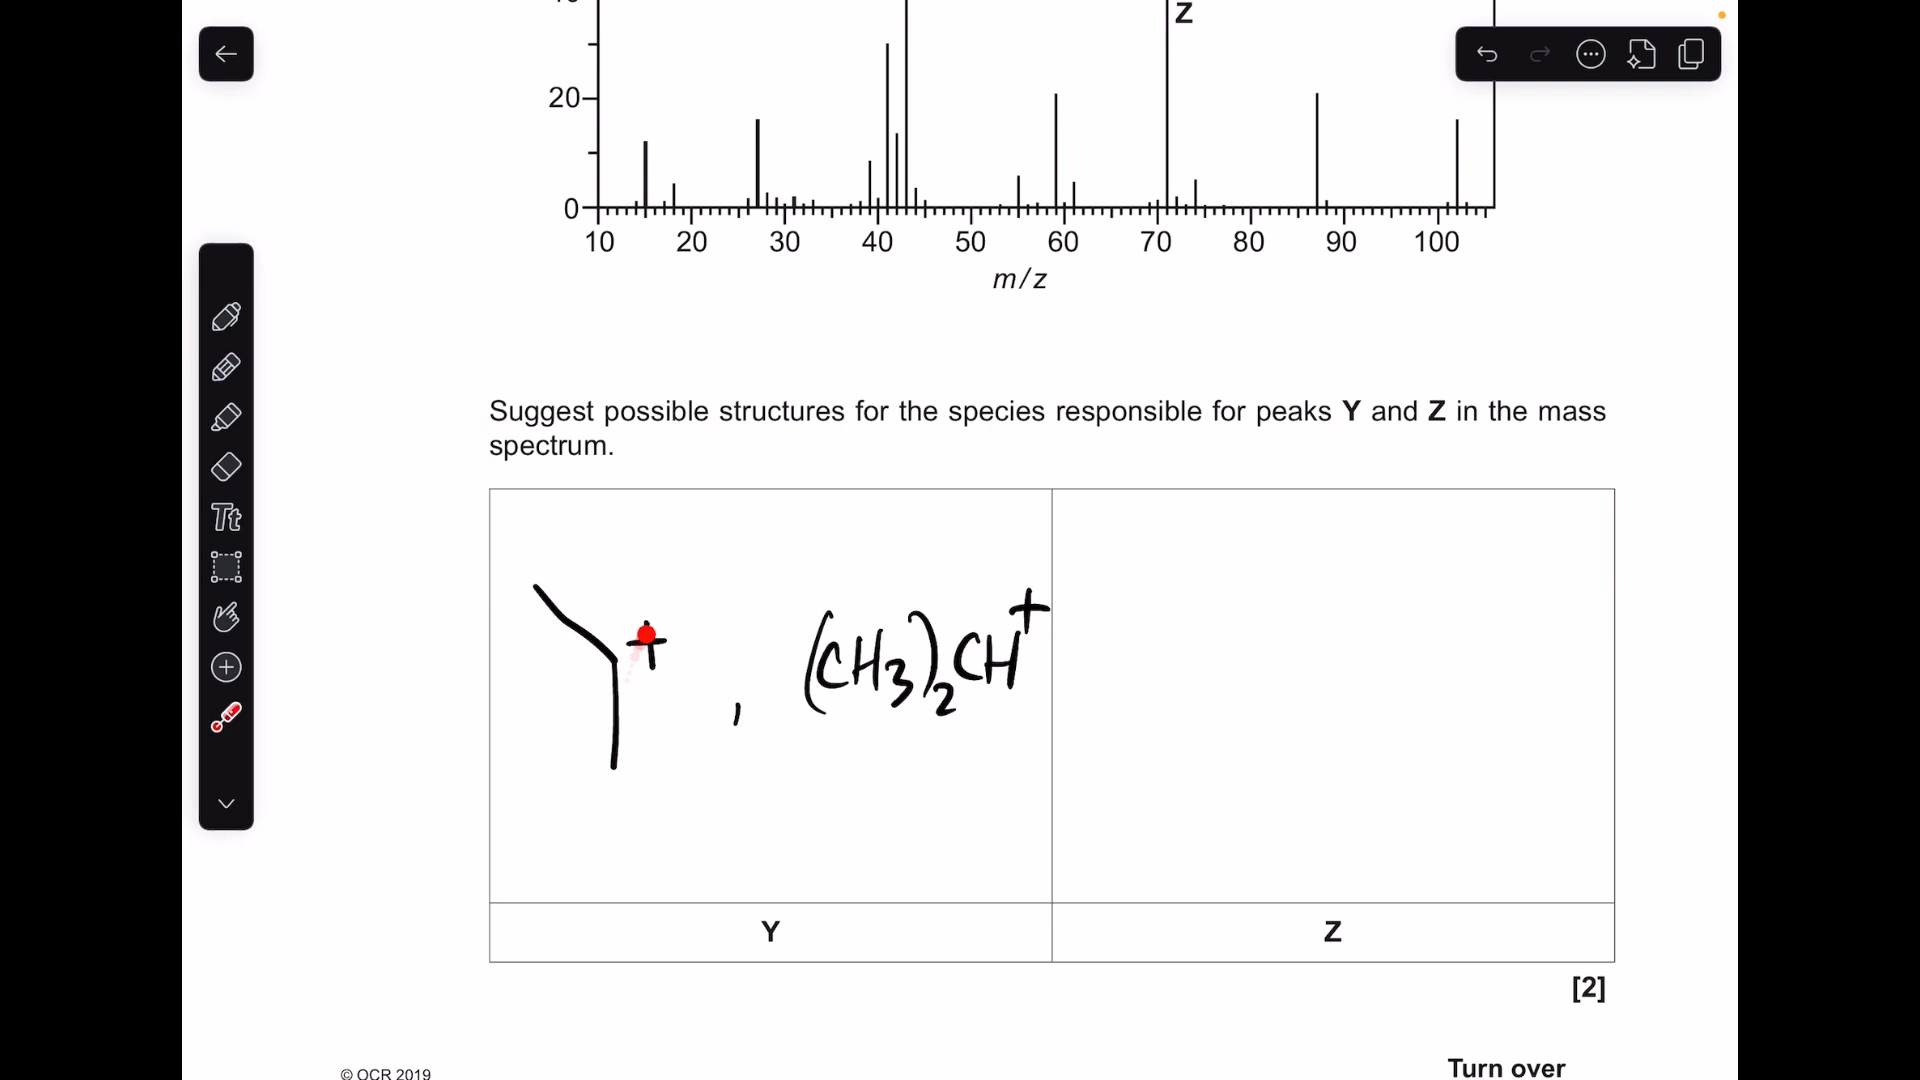 Z
20
0
10 20 30 40 50 60 70 80 90 100
m/z
Suggest possible structures for the species responsible for peaks Y and Z in the mass
spectrum.
+ , (CH3)2CH+
Y Z
[2]
© OCR 2019
Turn over
Tt